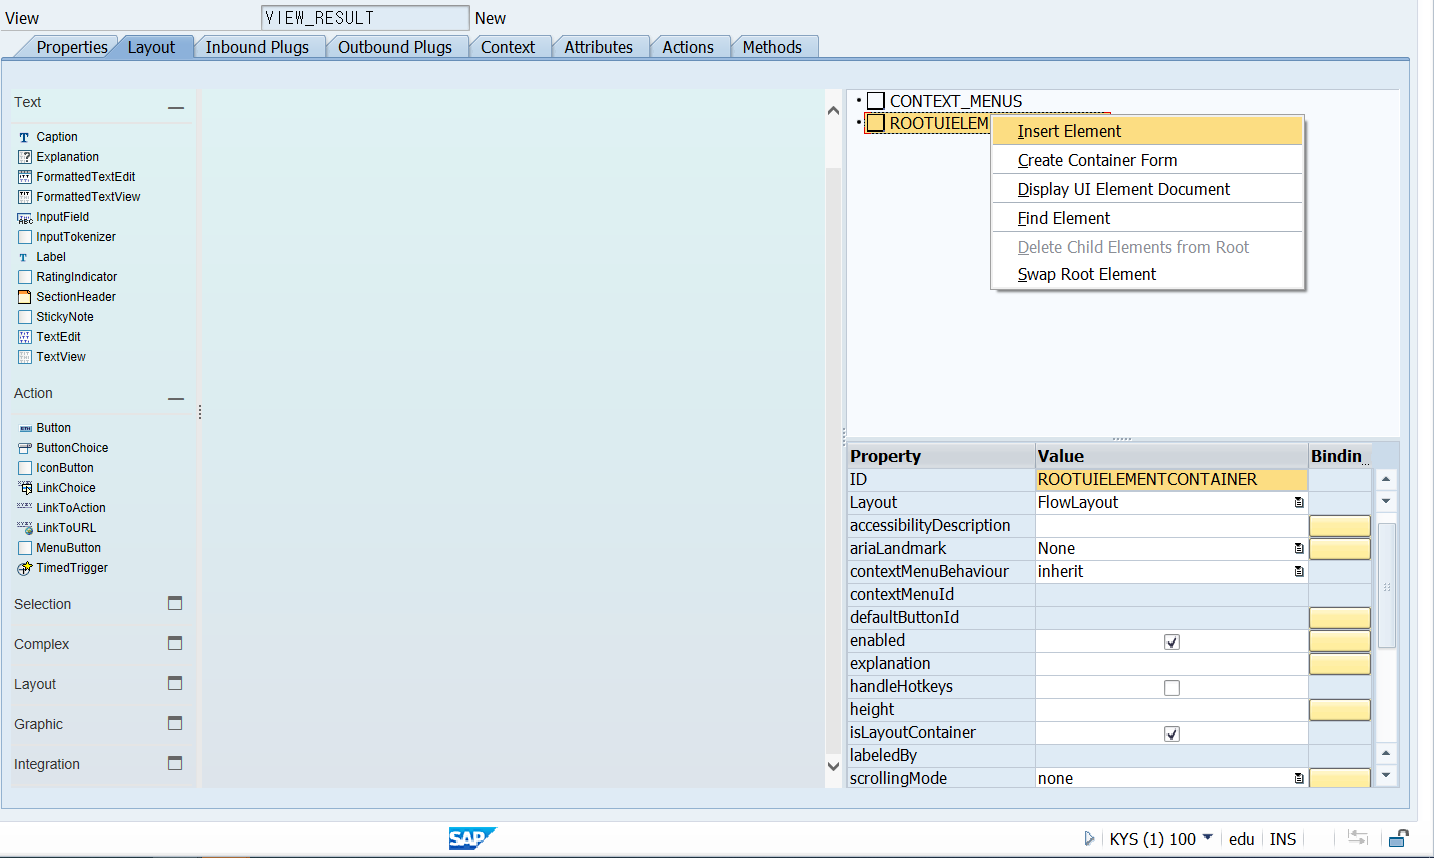 View VIEW_RESULT New
Properties Layout Inbound Plugs Outbound Plugs Context Attributes Actions Methods
Text
Caption
Explanation
FormattedTextEdit
FormattedTextView
InputField
InputTokenizer
Label
RatingIndicator
SectionHeader
StickyNote
TextEdit
TextView
Action
Button
ButtonChoice
IconButton
LinkChoice
LinkToAction
LinkToURL
MenuButton
TimedTrigger
Selection
Complex
Layout
Graphic
Integration
CONTEXT_MENUS
ROOTUIELEM
Insert Element
Create Container Form
Display UI Element Document
Find Element
Delete Child Elements from Root
Swap Root Element
Property Value Bindin...
ID ROOTUIELEMENTCONTAINER
Layout FlowLayout
accessibilityDescription
ariaLandmark None
contextMenuBehaviour inherit
contextMenuId
defaultButtonId
enabled
explanation
handleHotkeys
height
isLayoutContainer
labeledBy
scrollingMode none
SAP KYS (1) 100 edu INS